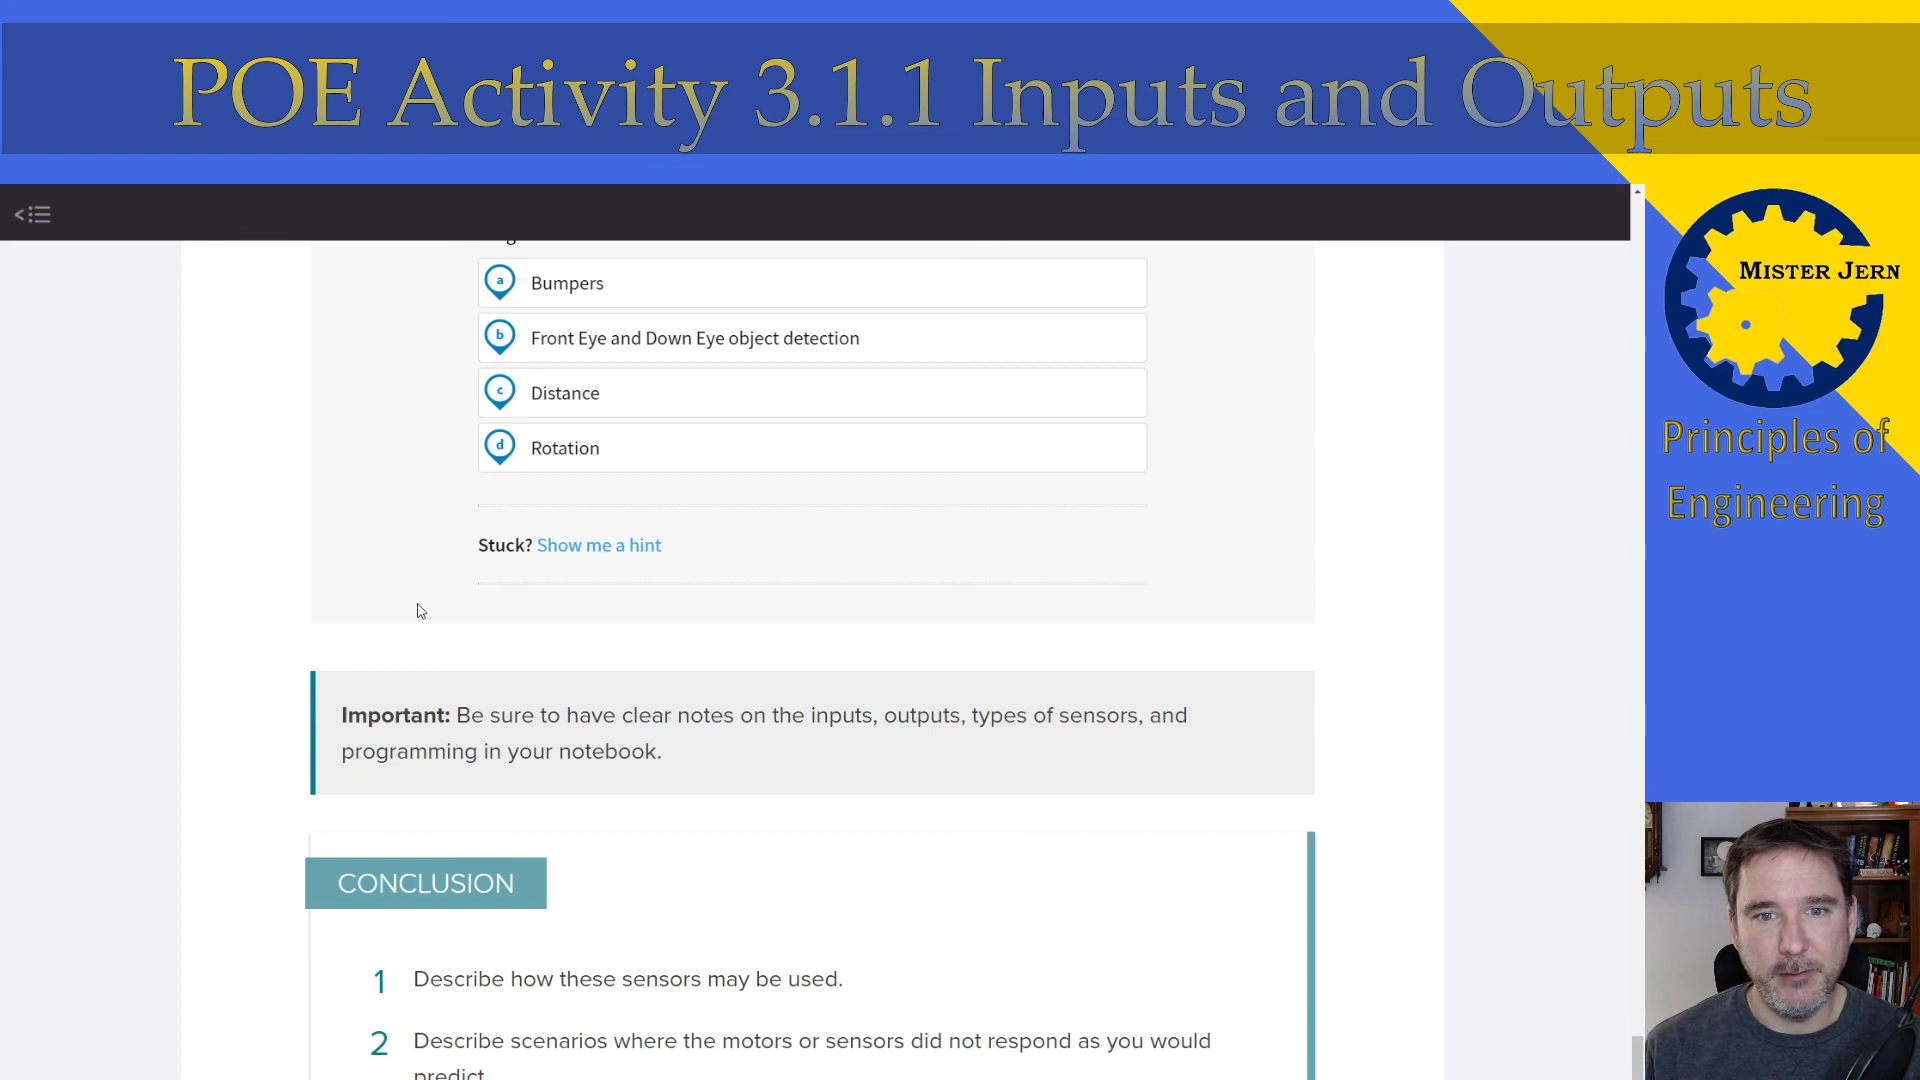 POE Activity 3.1.1 Inputs and Outputs
MISTER JERN
Principles of
Engineering
a Bumpers
b Front Eye and Down Eye object detection
c Distance
d Rotation
Stuck? Show me a hint
Important: Be sure to have clear notes on the inputs, outputs, types of sensors, and
programming in your notebook.
CONCLUSION
1 Describe how these sensors may be used.
2 Describe scenarios where the motors or sensors did not respond as you would
predict